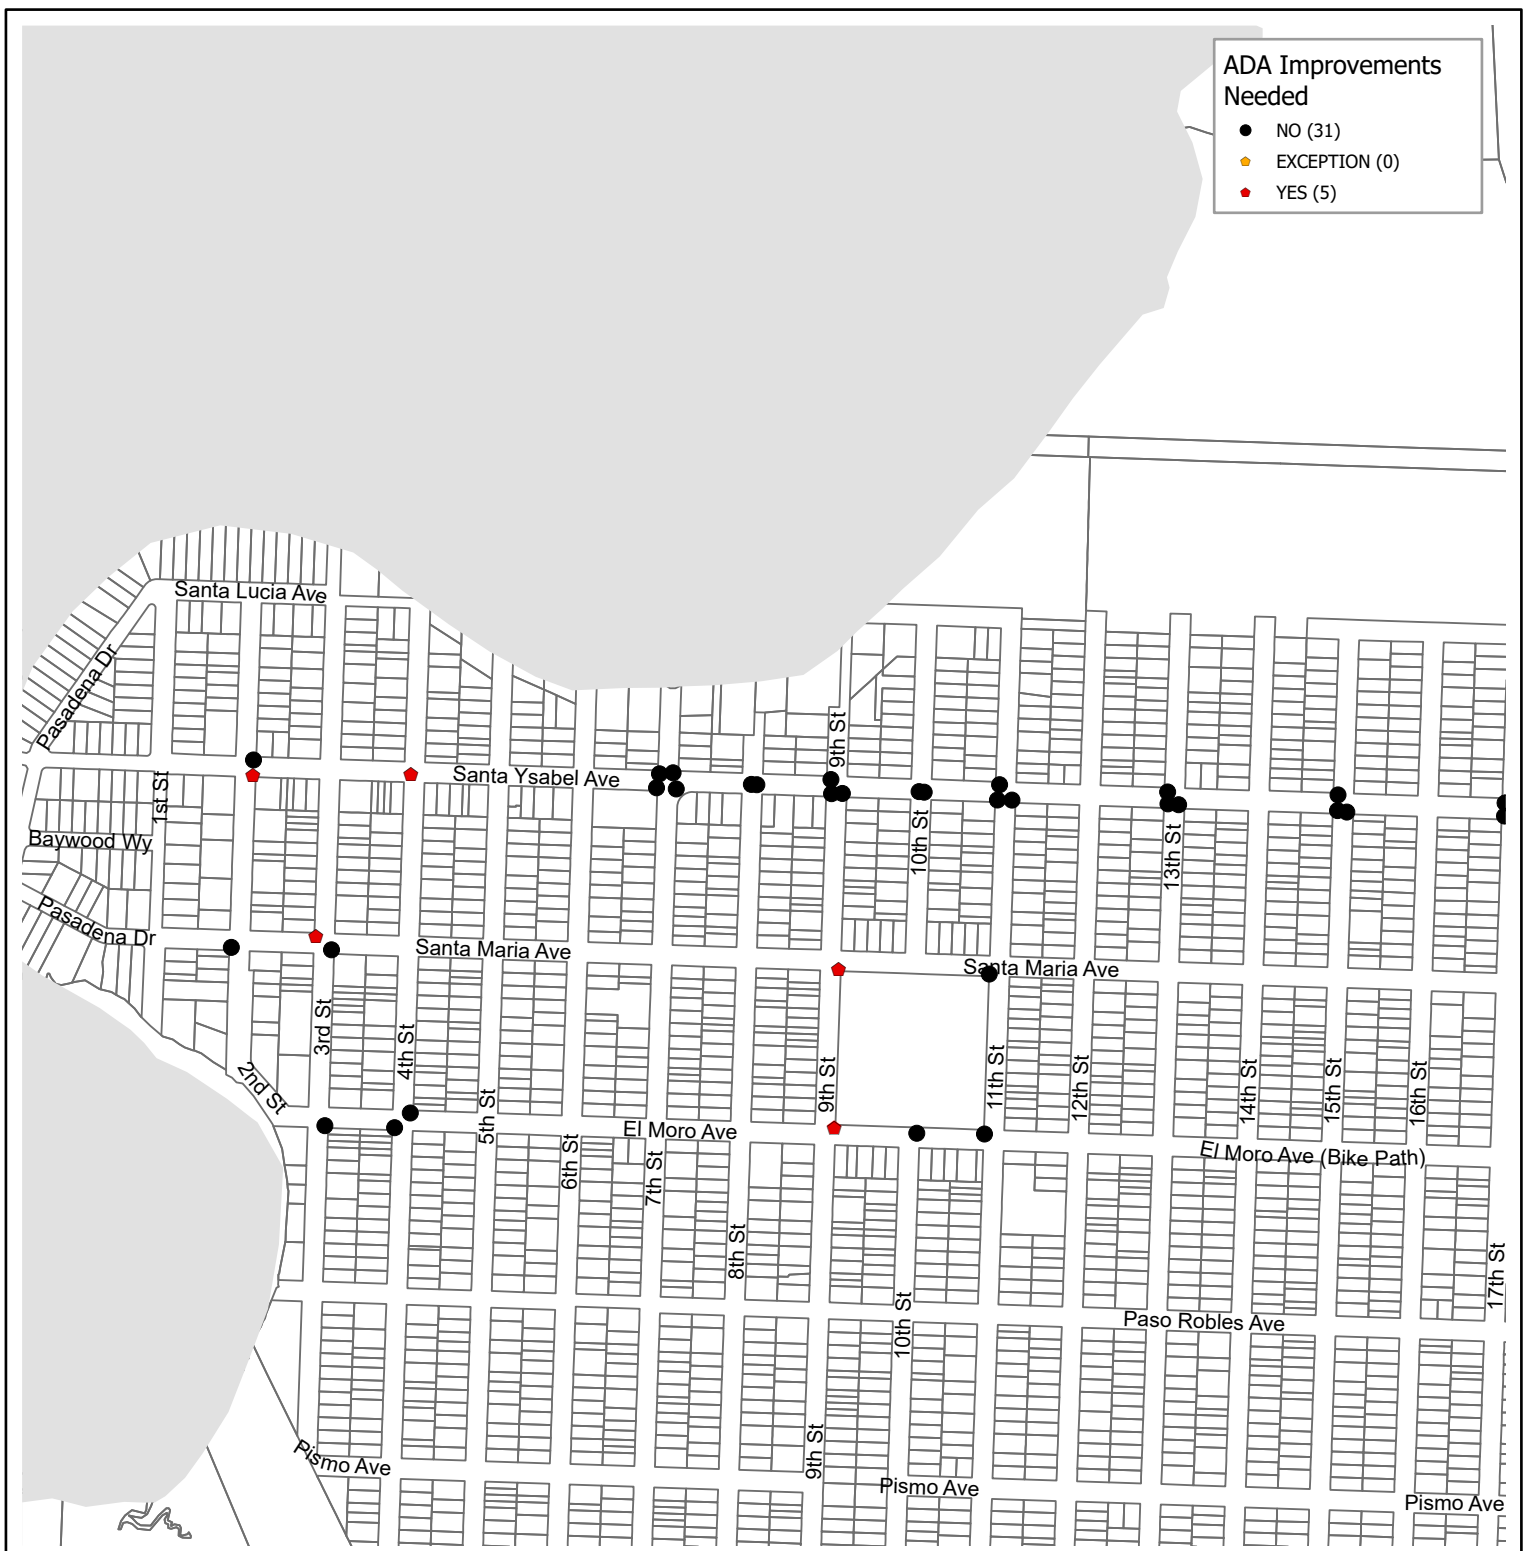 ADA Improvements
Needed
NO (31)
EXCEPTION (0)
YES (5)
Santa Lucia Ave
Pasadena Dr
9th St
Santa Ysabel Ave
1st St
Baywood Wy
10th St
13th St
Pasadena Dr
Santa Maria Ave
Santa Maria Ave
3rd St
4th St
2nd St
5th St
9th St
11th St
12th St
14th St
15th St
16th St
El Moro Ave
6th St
7th St
El Moro Ave (Bike Path)
8th St
17th St
10th St
Paso Robles Ave
9th St
Pismo Ave
Pismo Ave
Pismo Ave